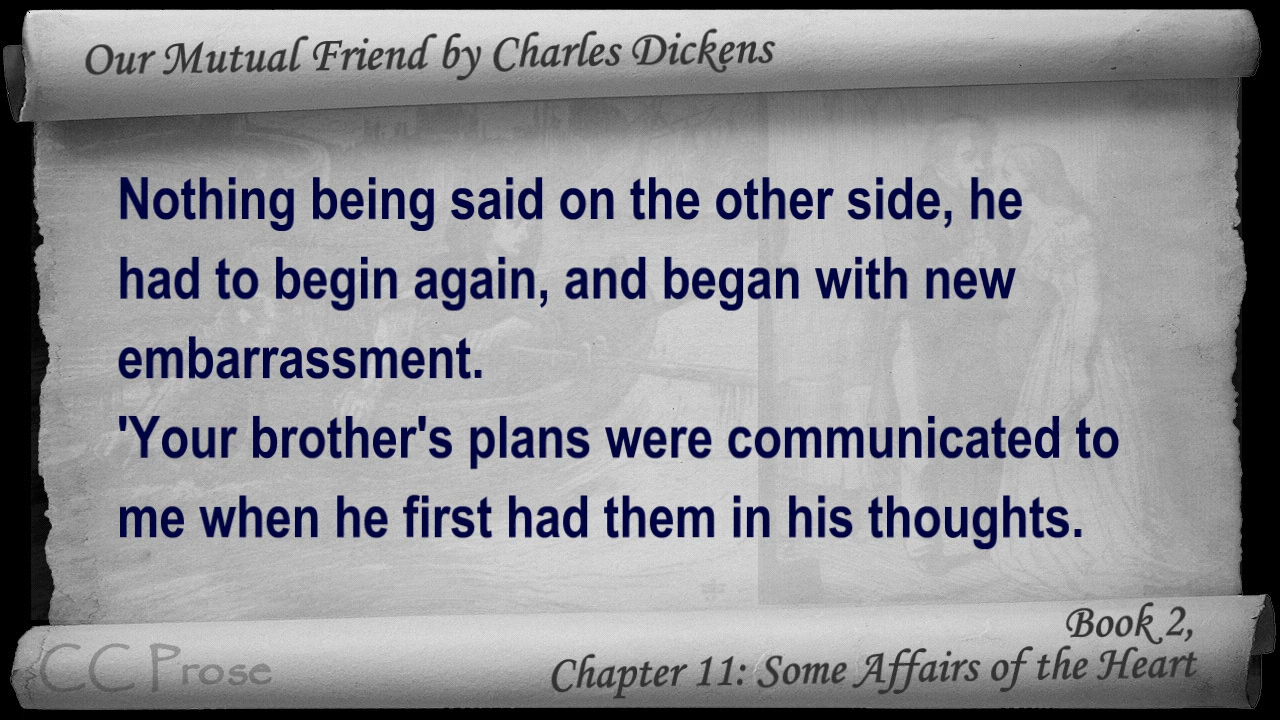 Our Mutual Friend by Charles Dickens
Nothing being said on the other side, he
had to begin again, and began with new
embarrassment.
'Your brother's plans were communicated to
me when he first had them in his thoughts.
Book 2,
Chapter 11: Some Affairs of the Heart
CC Prose